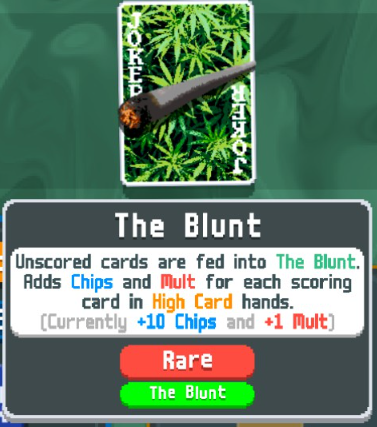 JOKER
JOKER
The Blunt
Unscored cards are fed into The Blunt.
Adds Chips and Mult for each scoring
card in High Card hands.
(Currently +10 Chips and +1 Mult)
Rare
The Blunt